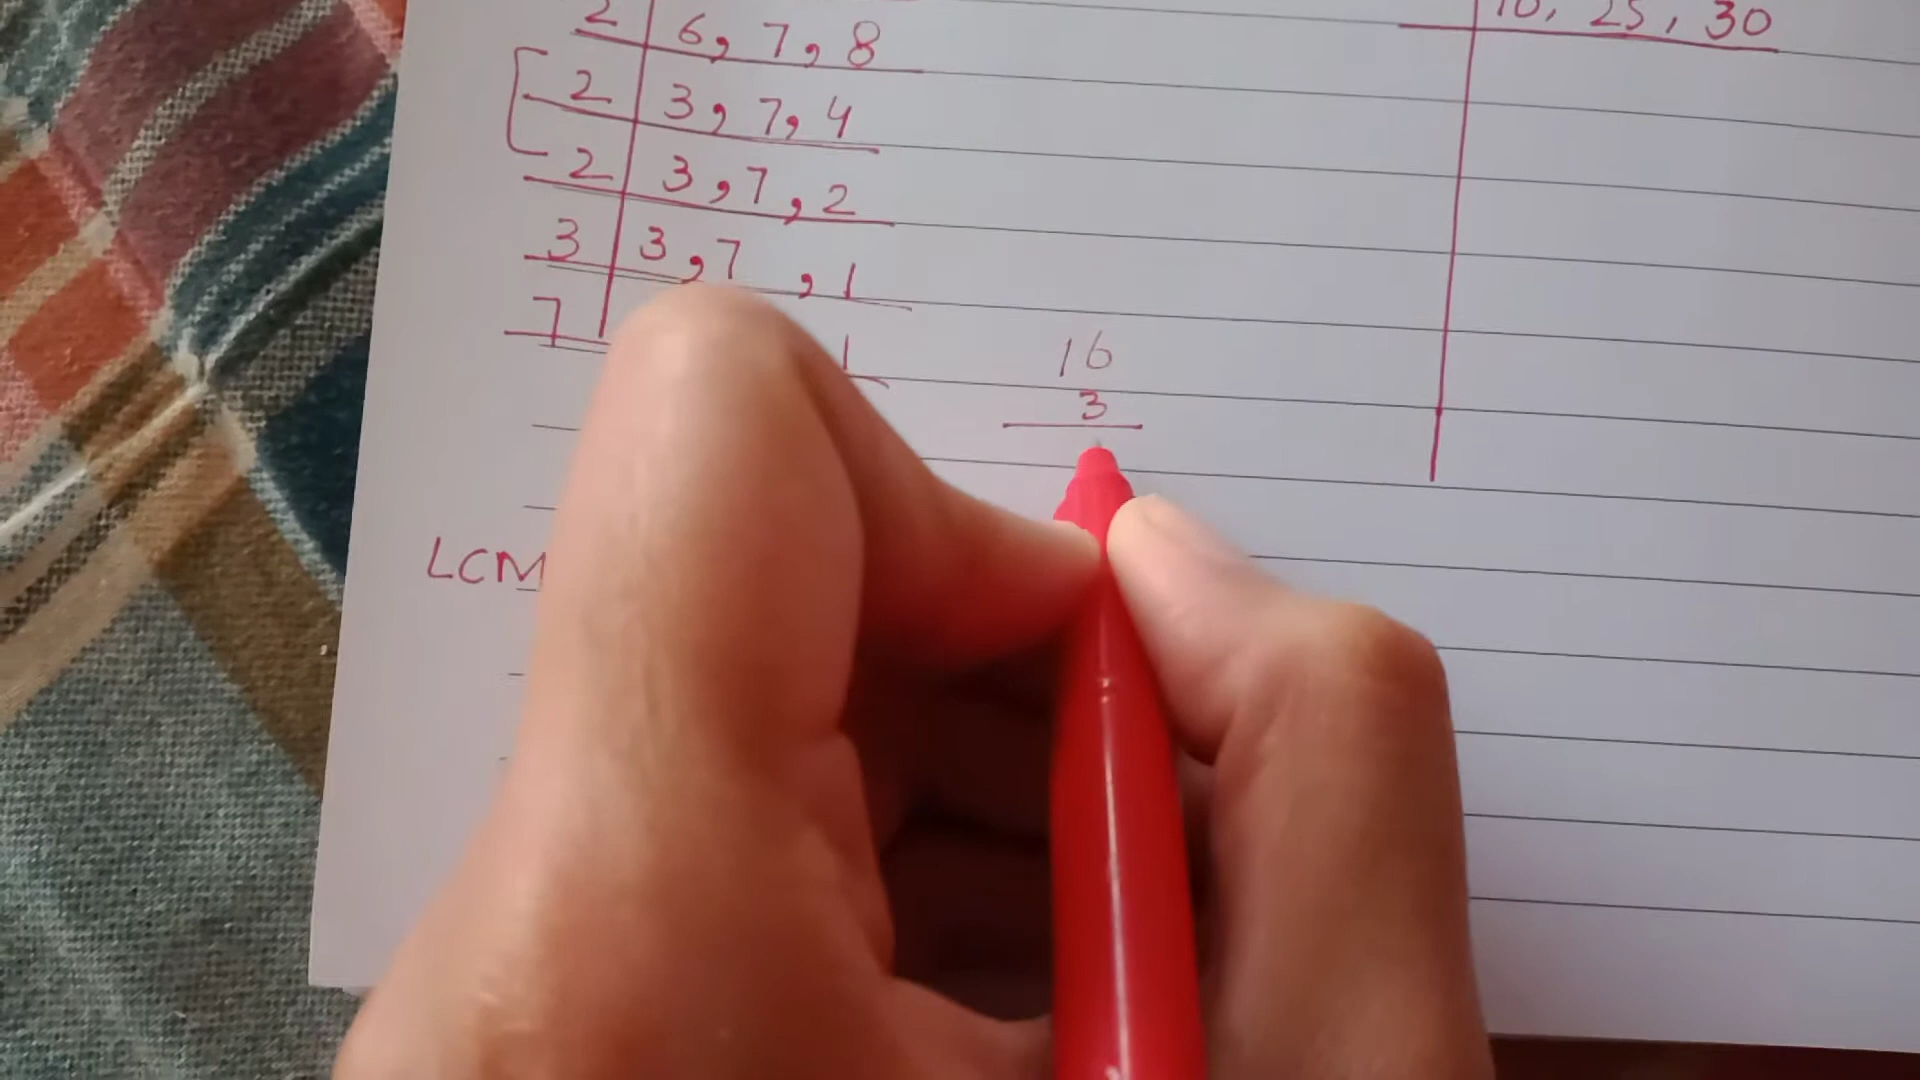 2 6, 7, 8
2 3, 7, 4
2 3, 7, 2
3 3, 7 , 1
7 1
LCM
16
3
10, 25, 30